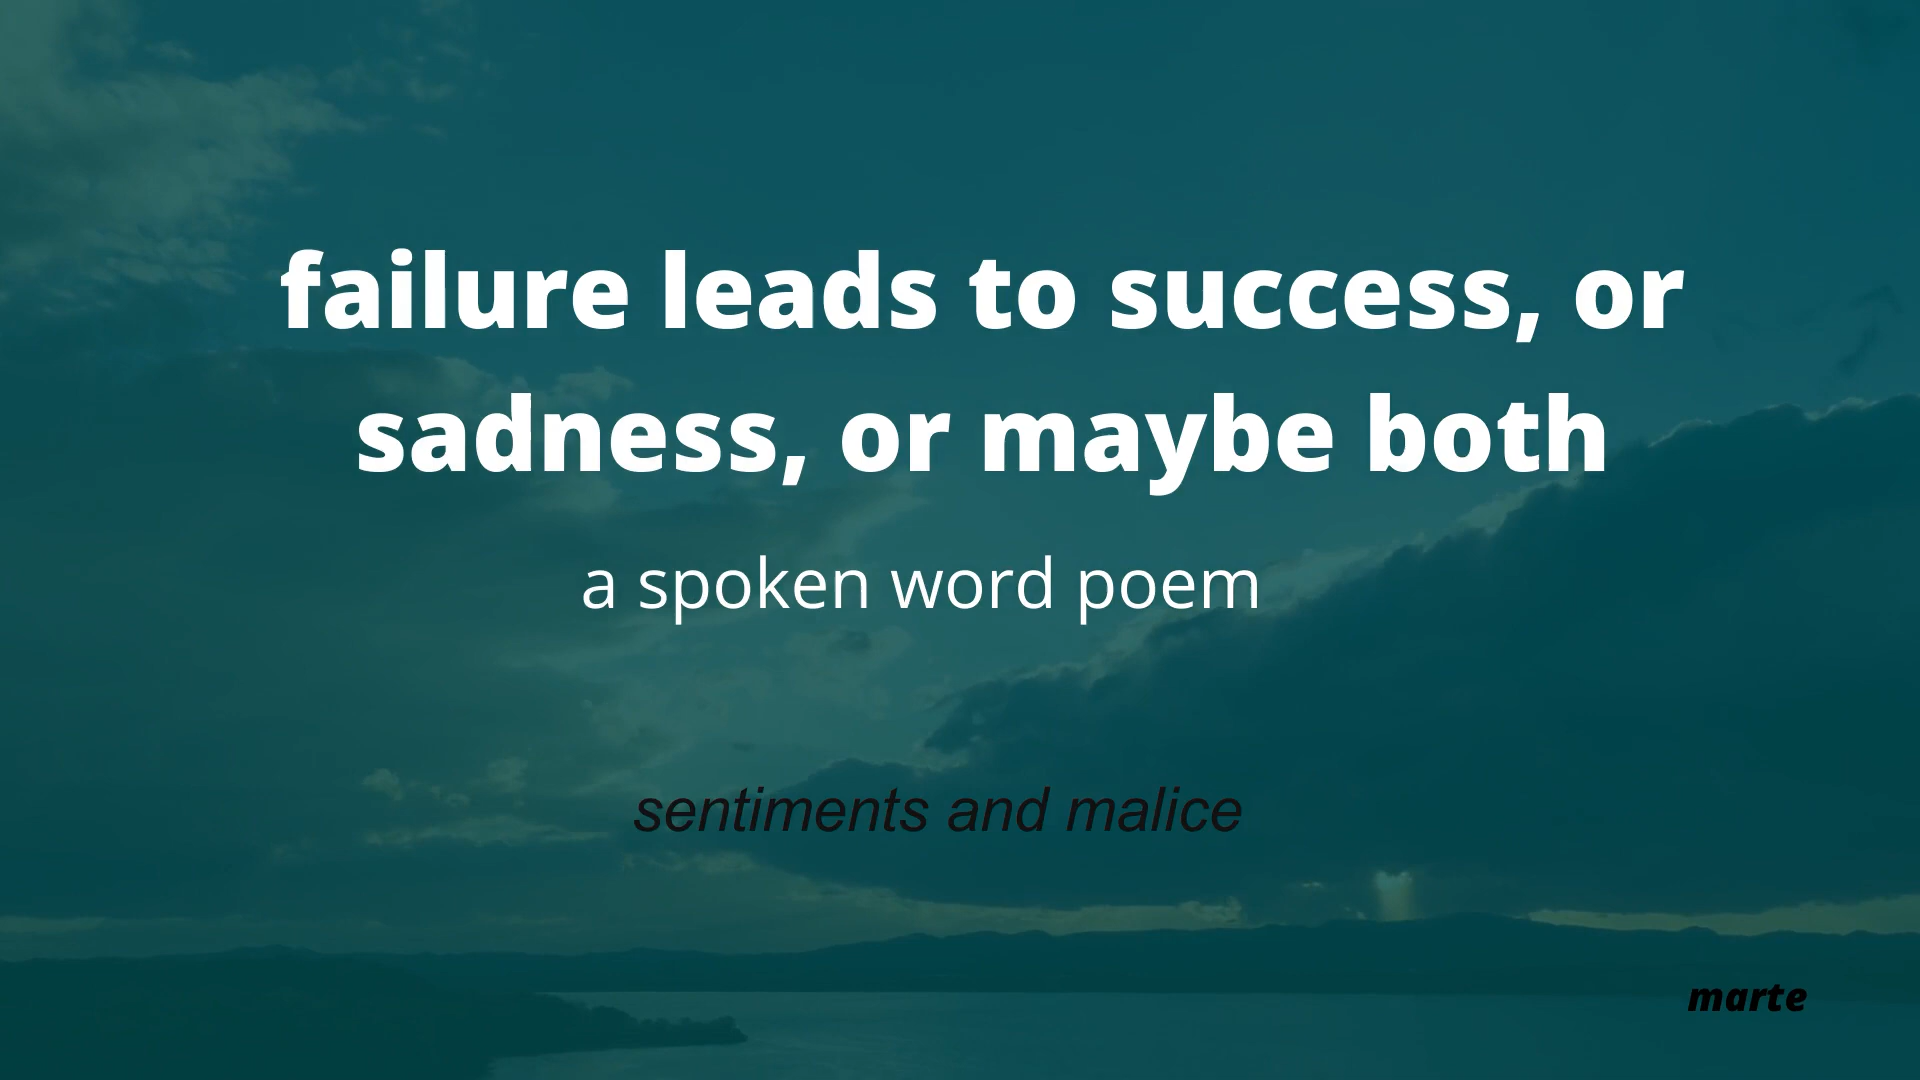 failure leads to success, or
sadness, or maybe both
a spoken word poem
sentiments and malice
marte